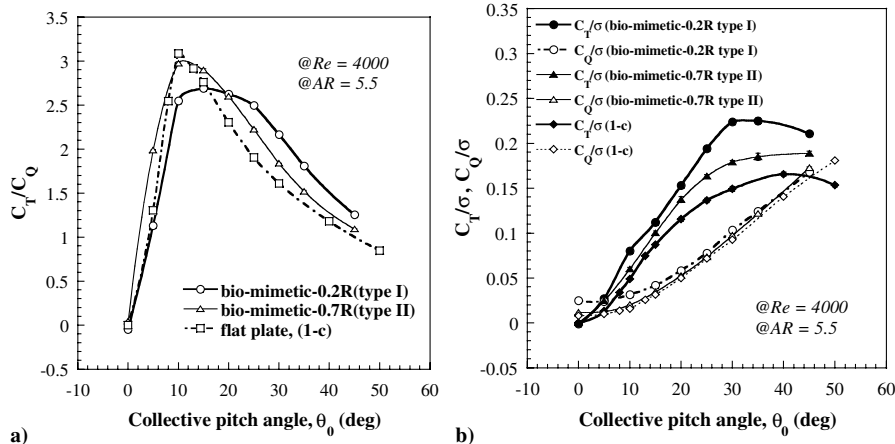 3.5
3
2.5
2
1.5
1
0.5
0
-0.5
C_T/C_Q
@Re = 4000
@AR = 5.5
bio-mimetic-0.2R(type I)
bio-mimetic-0.7R(type II)
flat plate, (1-c)
-10 0 10 20 30 40 50 60
Collective pitch angle, θ_0 (deg)
a)
0.35
0.3
0.25
0.2
0.15
0.1
0.05
0
-0.05
C_T/σ, C_Q/σ
C_T/σ (bio-mimetic-0.2R type I)
C_Q/σ (bio-mimetic-0.2R type I)
C_T/σ (bio-mimetic-0.7R type II)
C_Q/σ (bio-mimetic-0.7R type II)
C_T/σ (1-c)
C_Q/σ (1-c)
@Re = 4000
@AR = 5.5
-10 0 10 20 30 40 50 60
Collective pitch angle, θ_0 (deg)
b)